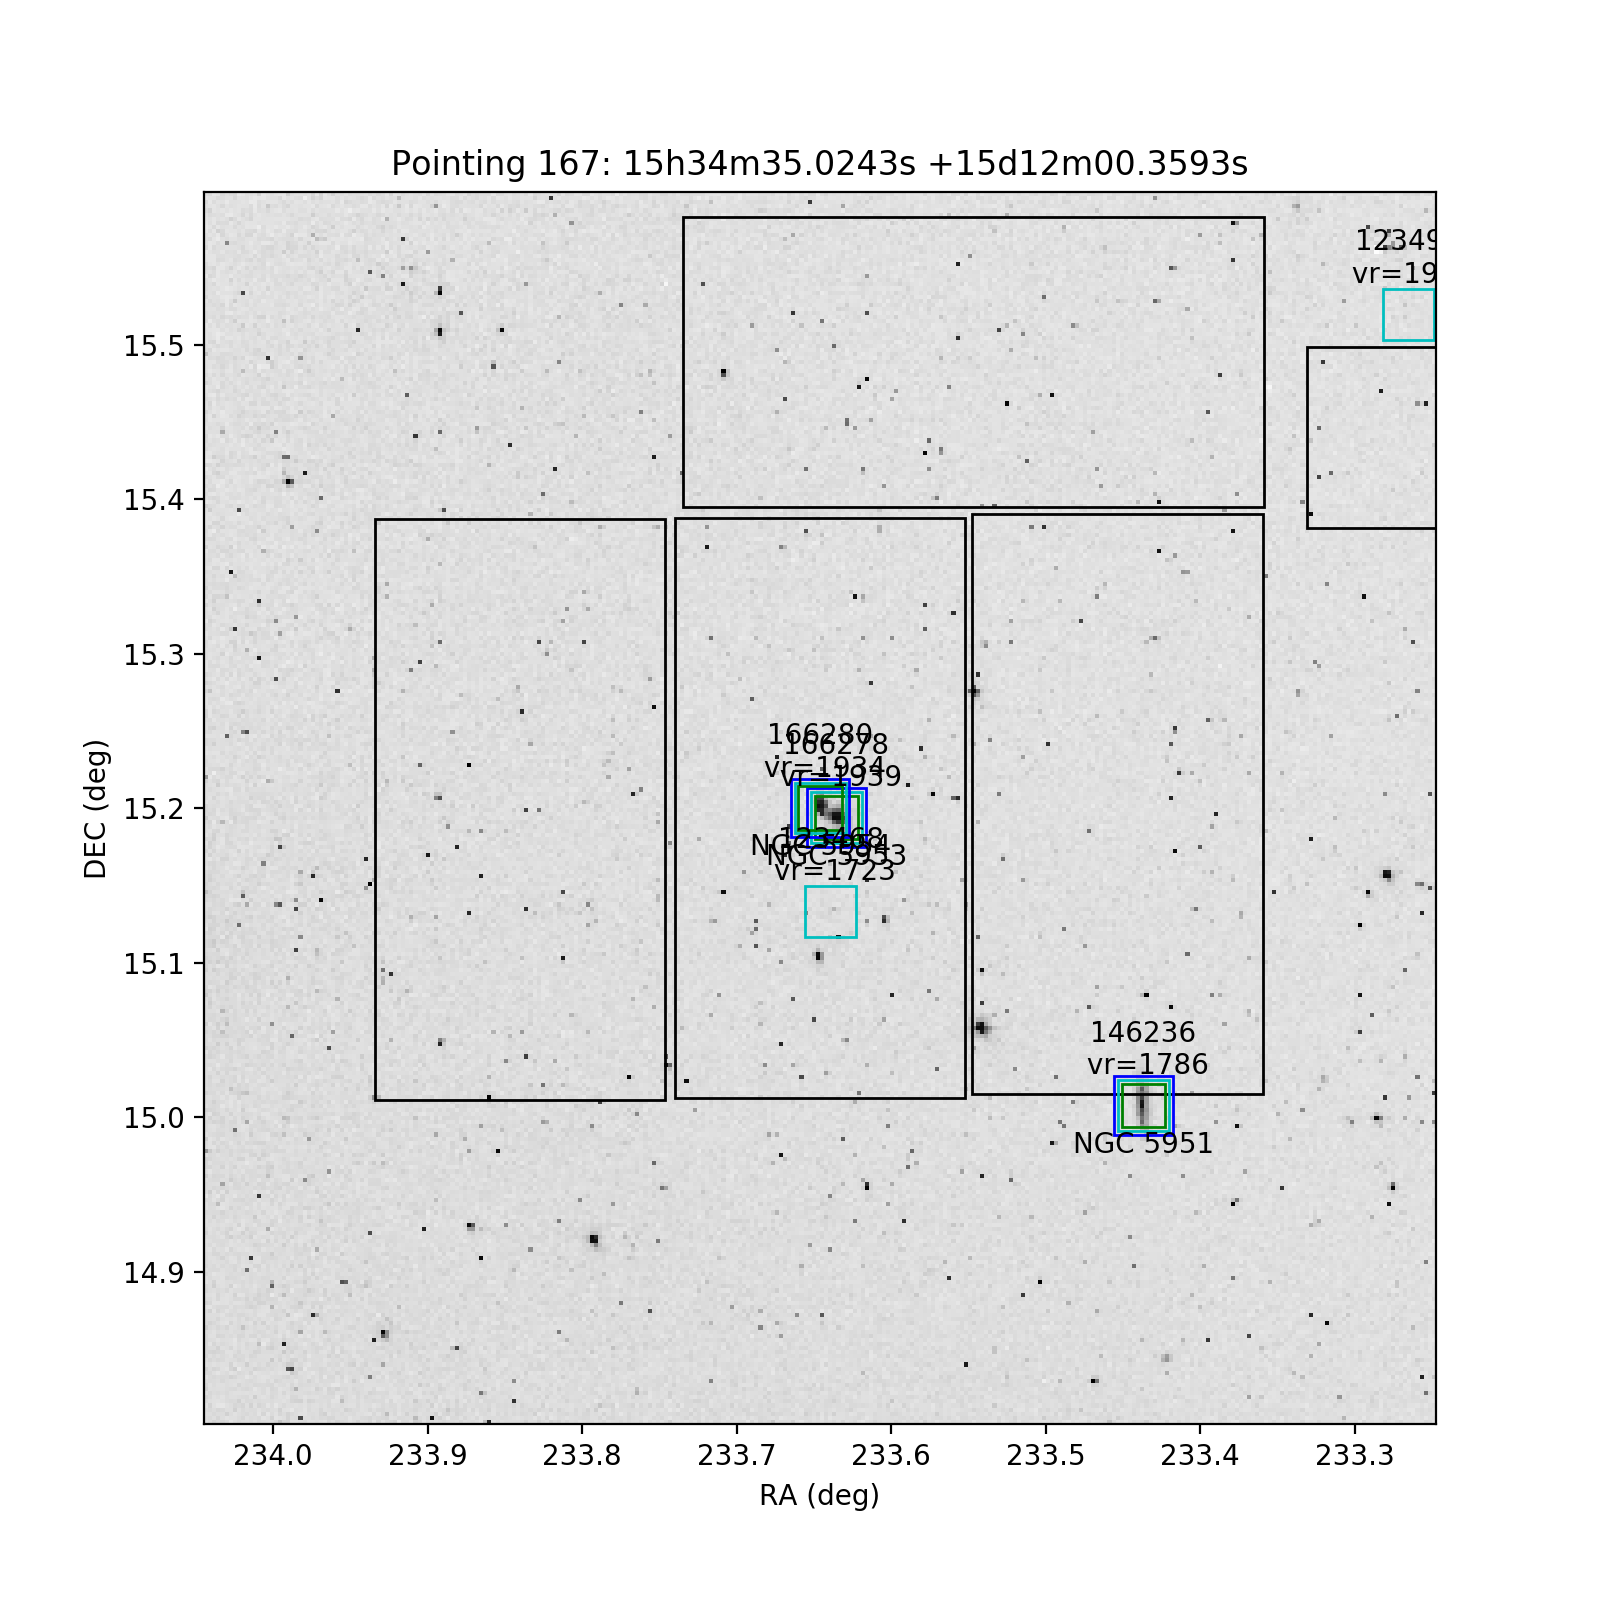 Pointing 167: 15h34m35.0243s +15d12m00.3593s
12349
vr=19
15.5
15.4
15.3
166280
166278
vr=1934
vr=1939
15.2
123468
NGC 5954
NGC 5953
vr=1723
15.1
146236
vr=1786
15.0
NGC 5951
14.9
234.0 233.9 233.8 233.7 233.6 233.5 233.4 233.3
RA (deg)
DEC (deg)